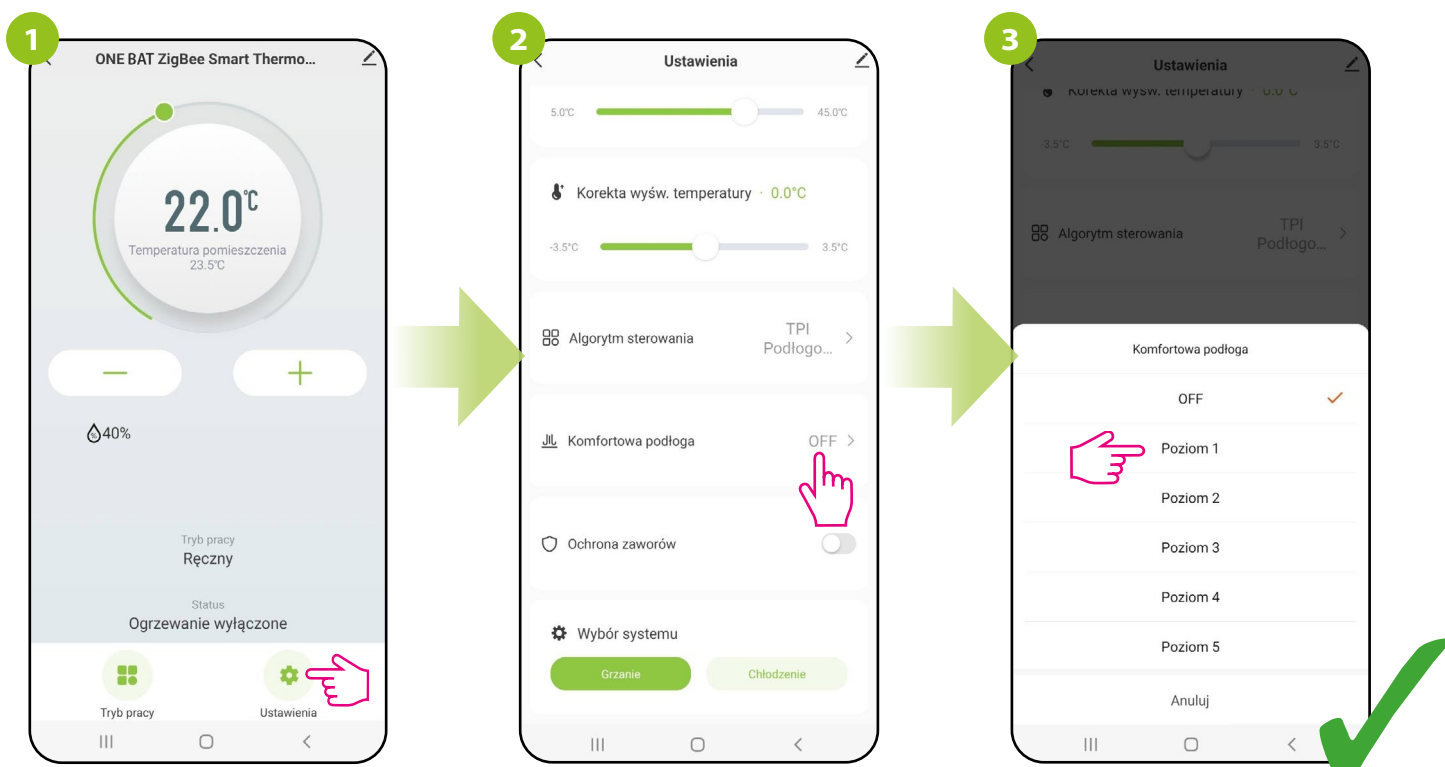 1
ONE BAT ZigBee Smart Thermo...
22.0°C
Temperatura pomieszczenia
23.5°C
40%
Tryb pracy
Ręczny
Status
Ogrzewanie wyłączone
Tryb pracy
Ustawienia
2
Ustawienia
5.0°C
45.0°C
Korekta wyśw. temperatury · 0.0°C
-3.5°C
3.5°C
Algorytm sterowania
TPI
Podłogo...
Komfortowa podłoga
OFF
Ochrona zaworów
Wybór systemu
Grzanie
Chłodzenie
3
Ustawienia
Korekta wyśw. temperatury · 0.0°C
-3.5°C
3.5°C
Algorytm sterowania
TPI
Podłogo...
Komfortowa podłoga
OFF
Poziom 1
Poziom 2
Poziom 3
Poziom 4
Poziom 5
Anuluj